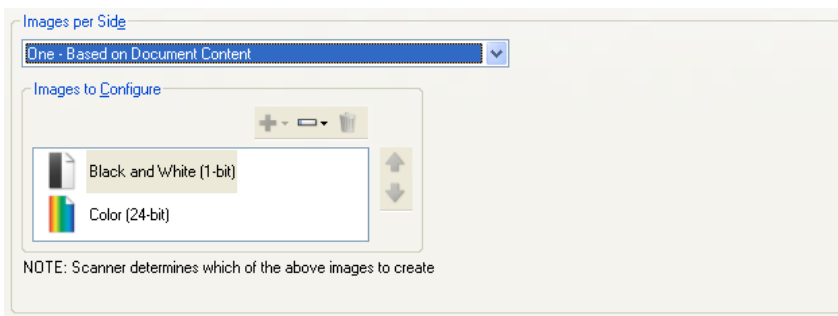 Images per Side
One - Based on Document Content
Images to Configure
Black and White (1-bit)
Color (24-bit)
NOTE: Scanner determines which of the above images to create